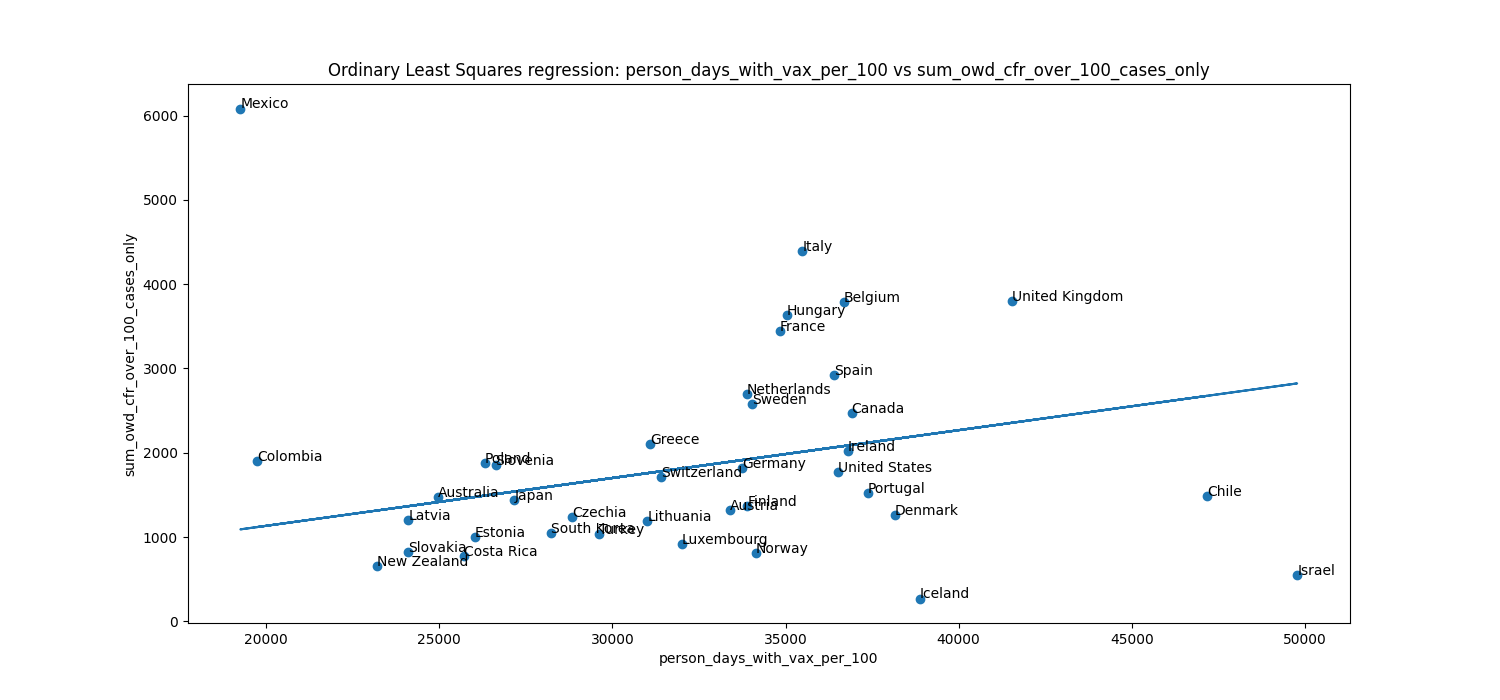 Ordinary Least Squares regression: person_days_with_vax_per_100 vs sum_owd_cfr_over_100_cases_only
6000
5000
4000
3000
2000
1000
0
sum_owd_cfr_over_100_cases_only
Mexico
Italy
United Kingdom
Belgium
Hungary
France
Spain
Netherlands
Sweden
Canada
Greece
Ireland
Colombia
Poland
Slovenia
Germany
Switzerland
United States
Australia
Japan
Portugal
Chile
Finland
Austria
Latvia
Czechia
Lithuania
Denmark
Estonia
South Korea
Turkey
Luxembourg
Slovakia
Costa Rica
Norway
New Zealand
Israel
Iceland
20000
25000
30000
35000
40000
45000
50000
person_days_with_vax_per_100